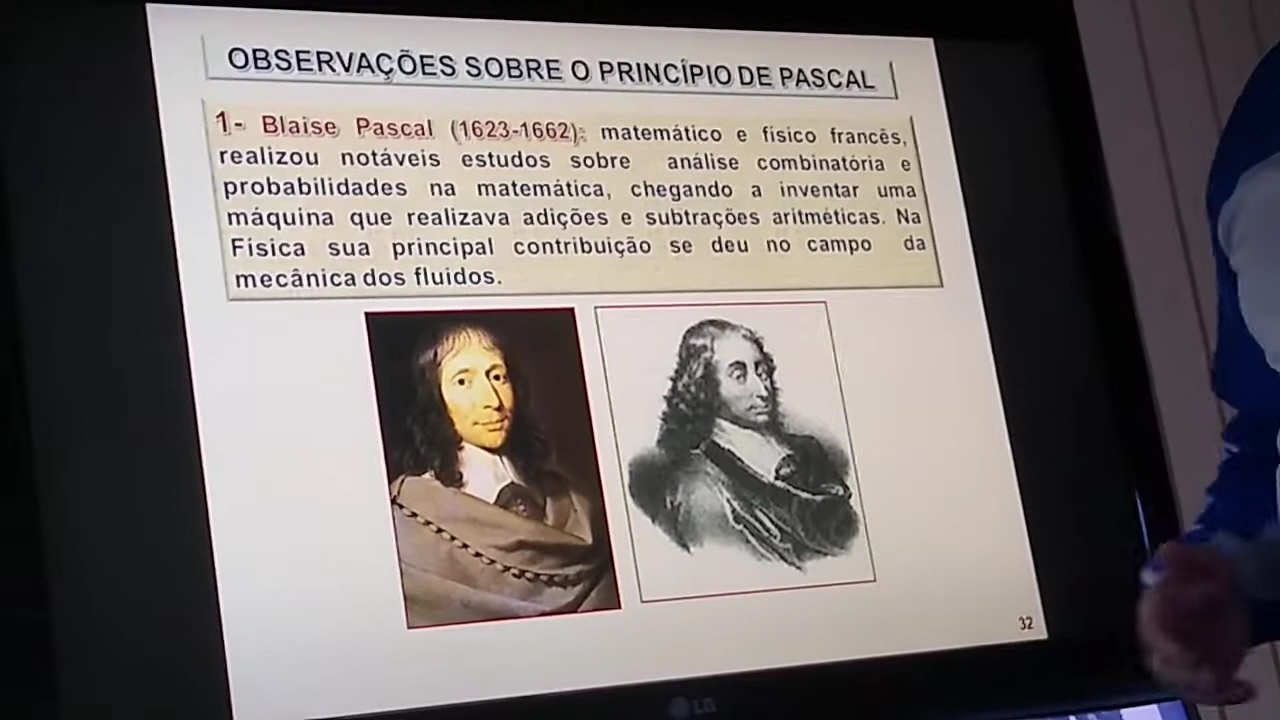 OBSERVAÇÕES SOBRE O PRINCÍPIO DE PASCAL
1- Blaise Pascal (1623-1662): matemático e físico francês,
realizou notáveis estudos sobre análise combinatória e
probabilidades na matemática, chegando a inventar uma
máquina que realizava adições e subtrações aritméticas. Na
Física sua principal contribuição se deu no campo da
mecânica dos fluidos.
32
LG